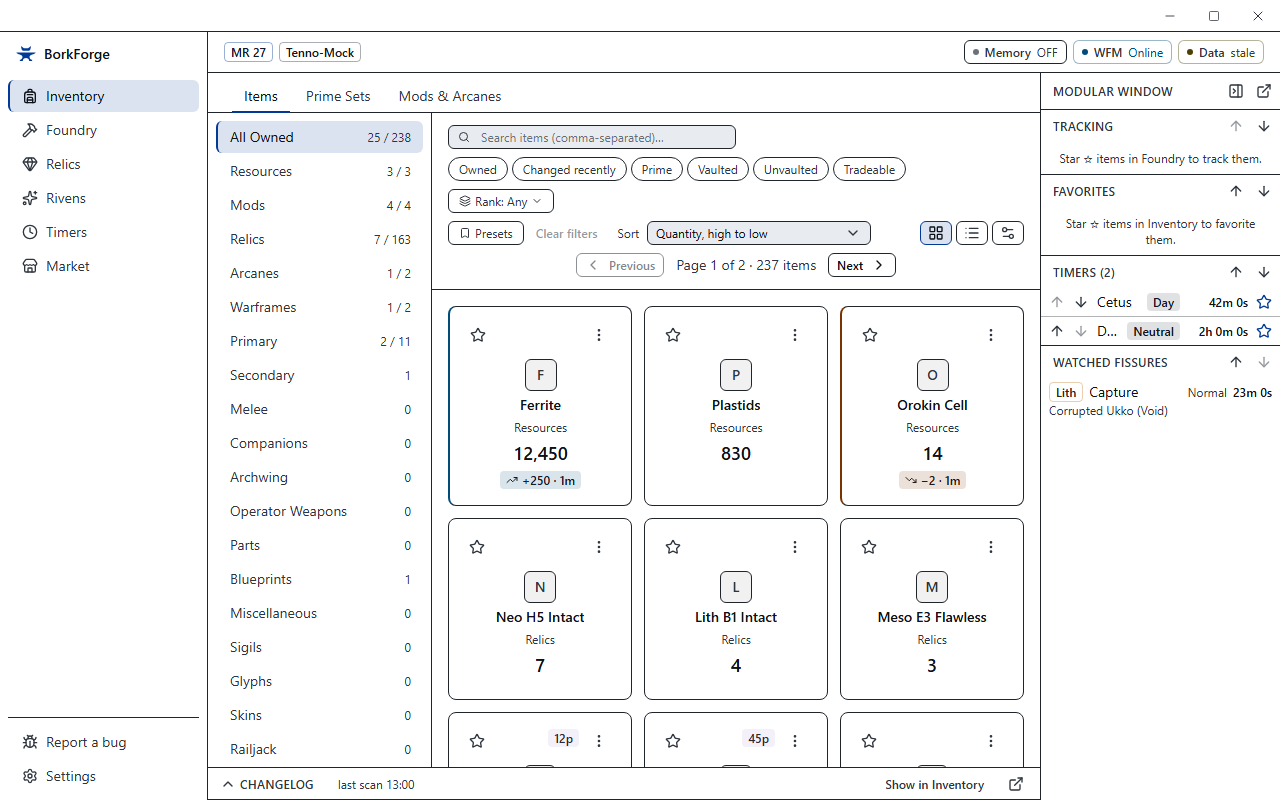 BorkForge
MR 27 Tenno-Mock
Memory OFF WFM Online Data stale
Inventory
Foundry
Relics
Rivens
Timers
Market
Report a bug
Settings
Items Prime Sets Mods & Arcanes
All Owned 25 / 238
Resources 3 / 3
Mods 4 / 4
Relics 7 / 163
Arcanes 1 / 2
Warframes 1 / 2
Primary 2 / 11
Secondary 1
Melee 0
Companions 0
Archwing 0
Operator Weapons 0
Parts 0
Blueprints 1
Miscellaneous 0
Sigils 0
Glyphs 0
Skins 0
Railjack 0
Search items (comma-separated)...
Owned Changed recently Prime Vaulted Unvaulted Tradeable
Rank: Any
Presets Clear filters Sort Quantity, high to low
Previous Page 1 of 2 · 237 items Next
F
Ferrite
Resources
12,450
+250 · 1m
P
Plastids
Resources
830
O
Orokin Cell
Resources
14
−2 · 1m
N
Neo H5 Intact
Relics
7
L
Lith B1 Intact
Relics
4
M
Meso E3 Flawless
Relics
3
12p
45p
MODULAR WINDOW
TRACKING
Star ☆ items in Foundry to track them.
FAVORITES
Star ☆ items in Inventory to favorite
them.
TIMERS (2)
Cetus Day 42m 0s
D... Neutral 2h 0m 0s
WATCHED FISSURES
Lith Capture Normal 23m 0s
Corrupted Ukko (Void)
CHANGELOG last scan 13:00 Show in Inventory